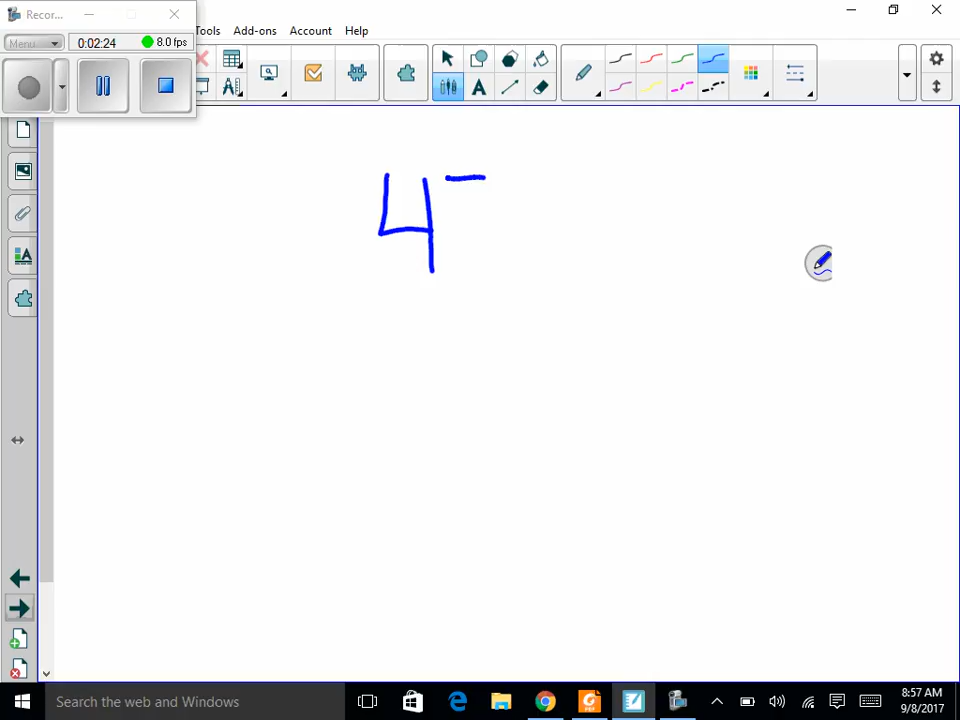 Recor...
Menu
0:02:24
8.0 fps
Tools Add-ons Account Help
4⁻
Search the web and Windows
8:57 AM
9/8/2017